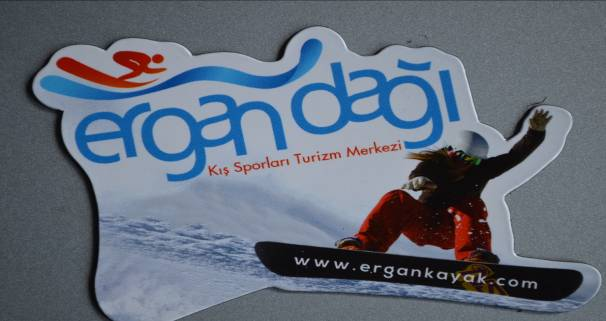 ergan dağı
Kış Sporları Turizm Merkezi
www.ergankayak.com